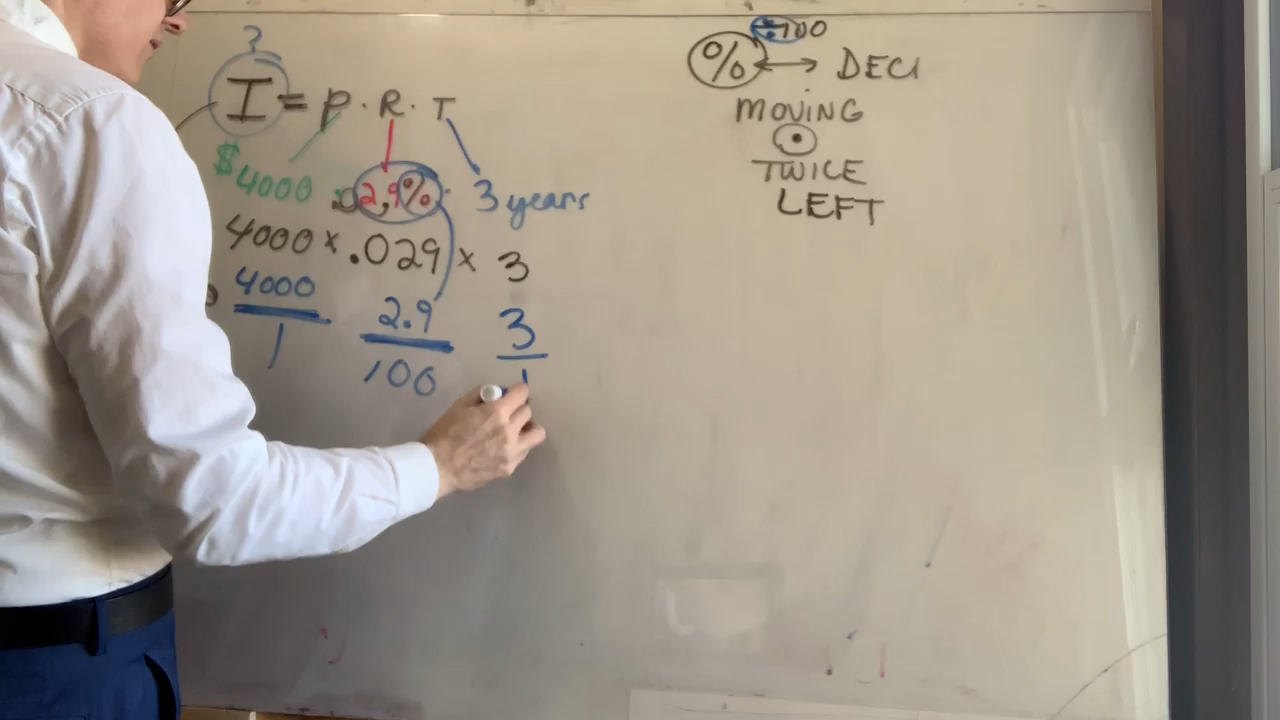 ?
I = P · R · T
$4000 .02,9% · 3 years
4000 × .029 × 3
4000 2.9 3
1 100 1
÷100
% ↔ DECI
MOVING
TWICE
LEFT